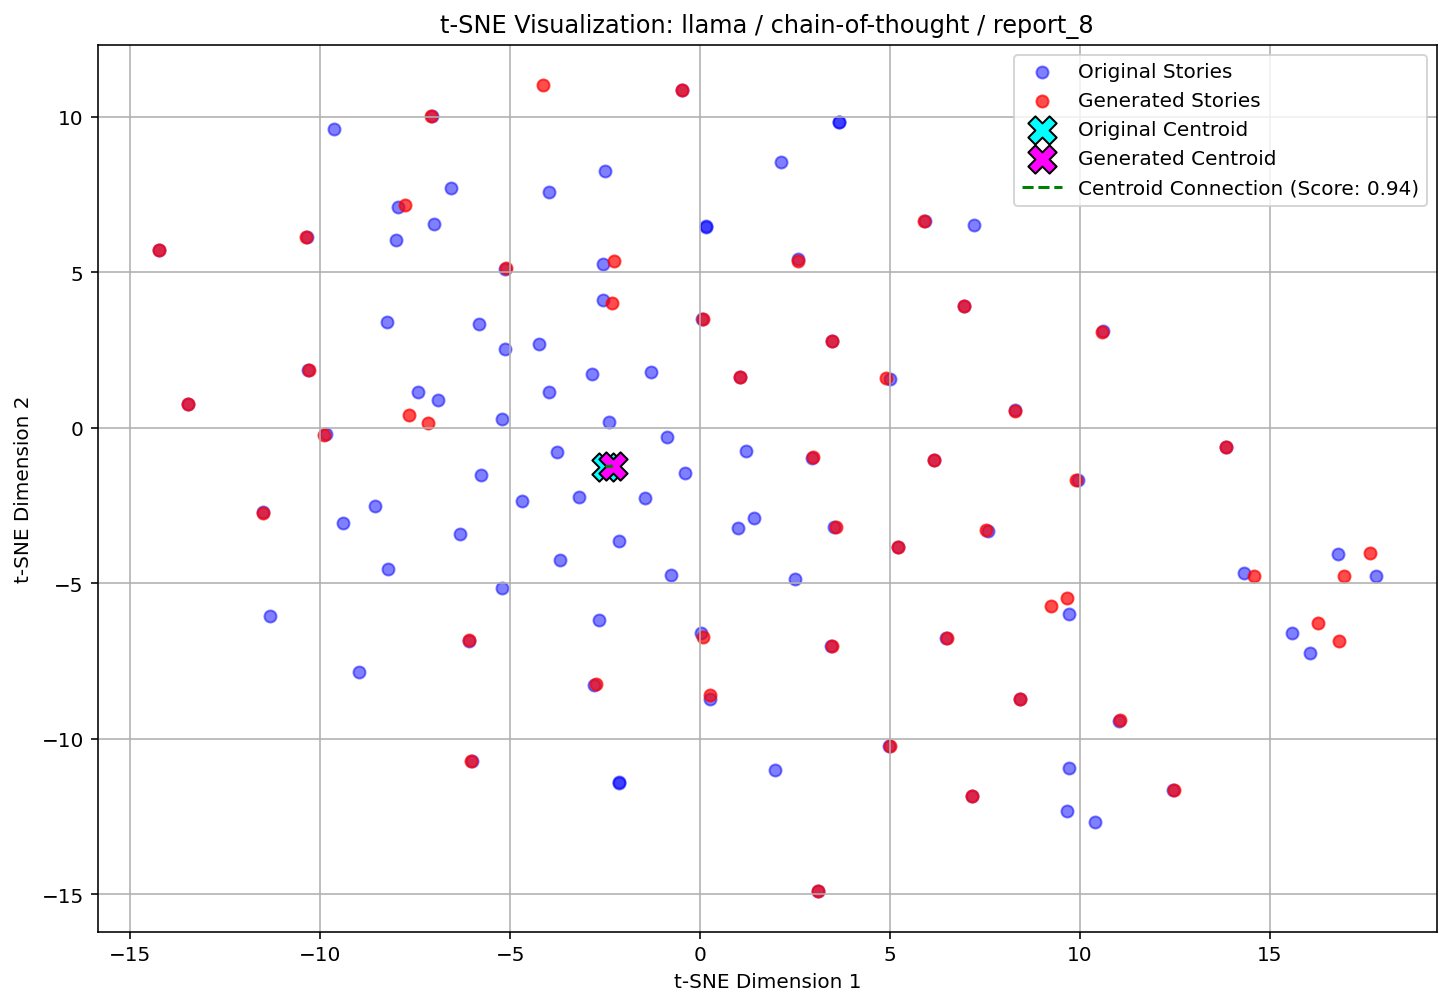 t-SNE Visualization: llama / chain-of-thought / report_8
Original Stories
Generated Stories
Original Centroid
Generated Centroid
Centroid Connection (Score: 0.94)
10
5
0
−5
−10
−15
t-SNE Dimension 2
−15
−10
−5
0
5
10
15
t-SNE Dimension 1